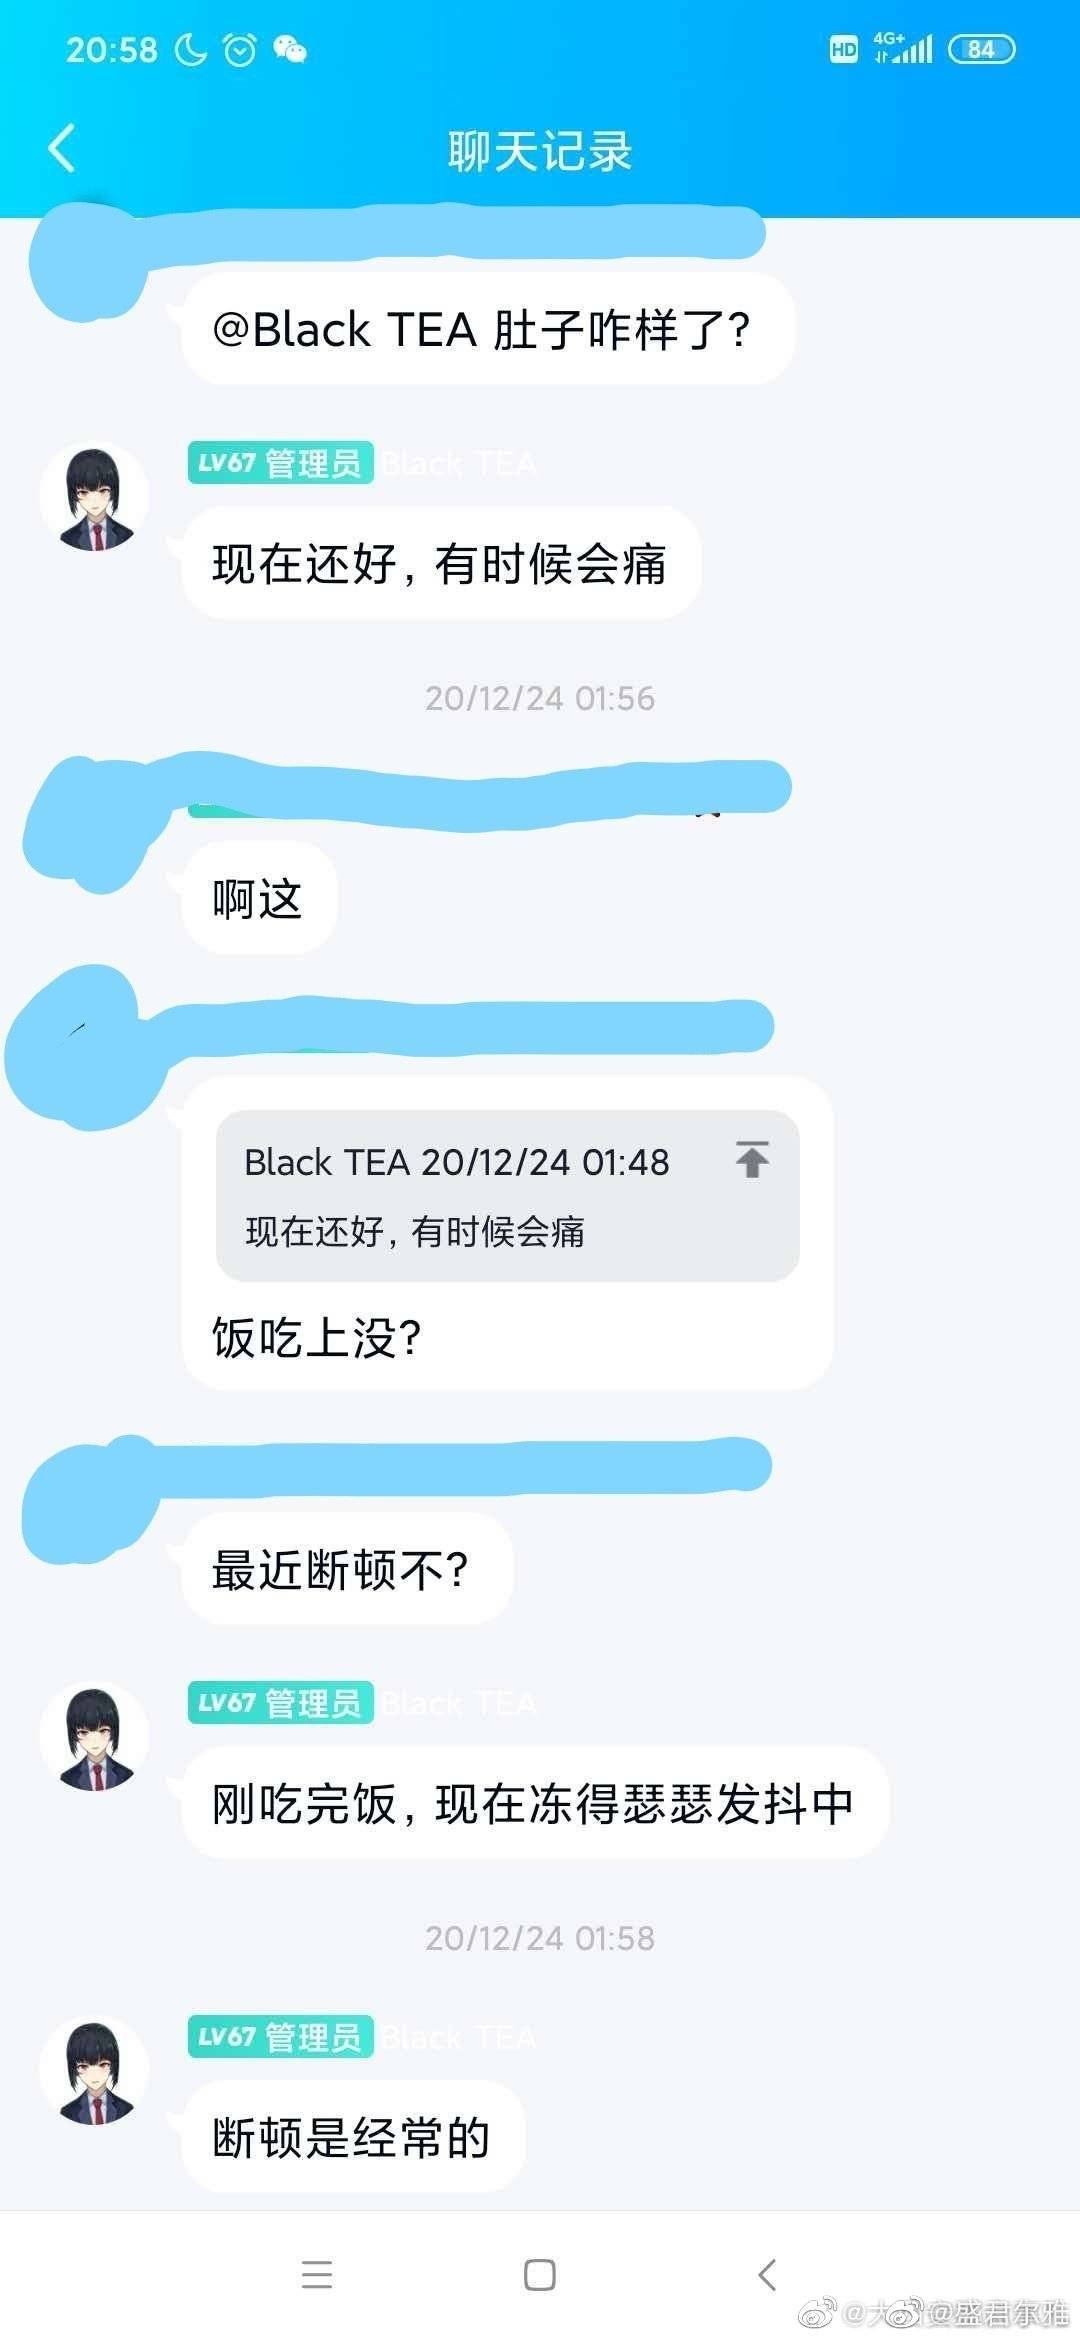 20:58
HD 4G+ 84
聊天记录
@Black TEA 肚子咋样了?
LV67 管理员 Black TEA
现在还好, 有时候会痛
20/12/24 01:56
啊这
Black TEA 20/12/24 01:48
现在还好, 有时候会痛
饭吃上没?
最近断顿不?
LV67 管理员 Black TEA
刚吃完饭, 现在冻得瑟瑟发抖中
20/12/24 01:58
LV67 管理员 Black TEA
断顿是经常的
@盛君尔雅